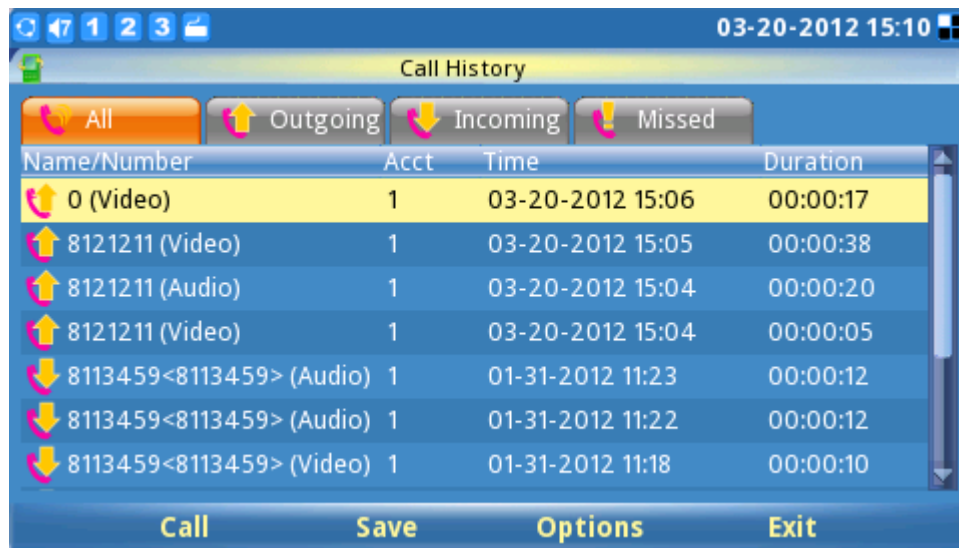 7 1 2 3 03-20-2012 15:10
Call History
All Outgoing Incoming Missed
Name/Number Acct Time Duration
0 (Video) 1 03-20-2012 15:06 00:00:17
8121211 (Video) 1 03-20-2012 15:05 00:00:38
8121211 (Audio) 1 03-20-2012 15:04 00:00:20
8121211 (Video) 1 03-20-2012 15:04 00:00:05
8113459<8113459> (Audio) 1 01-31-2012 11:23 00:00:12
8113459<8113459> (Audio) 1 01-31-2012 11:22 00:00:12
8113459<8113459> (Video) 1 01-31-2012 11:18 00:00:10
Call Save Options Exit